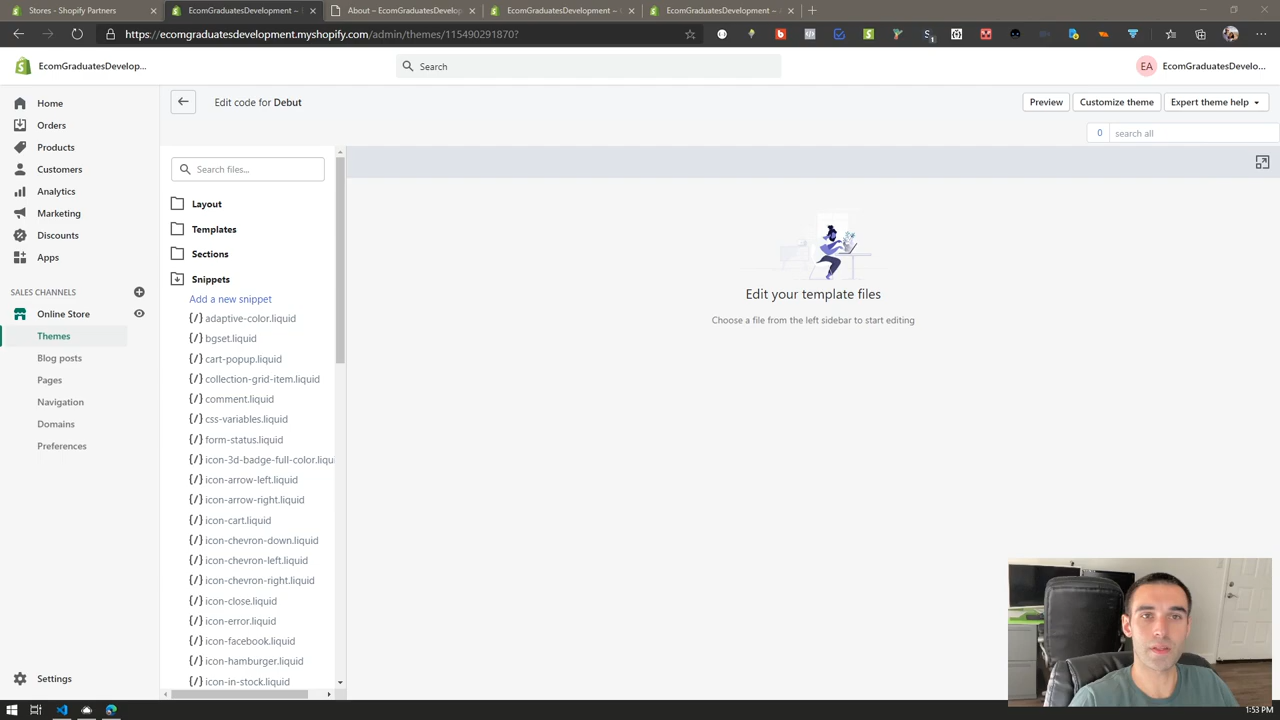 Stores - Shopify Partners
EcomGraduatesDevelopment ~
About ~ EcomGraduatesDevelopm
EcomGraduatesDevelopment ~
EcomGraduatesDevelopment ~
https://ecomgraduatesdevelopment.myshopify.com/admin/themes/115490291870?
EcomGraduatesDevelop...
Search
EA
EcomGraduatesDevelo...
Home
Orders
Products
Customers
Analytics
Marketing
Discounts
Apps
SALES CHANNELS
Online Store
Themes
Blog posts
Pages
Navigation
Domains
Preferences
Settings
Edit code for Debut
Preview
Customize theme
Expert theme help
0
search all
Search files...
Layout
Templates
Sections
Snippets
Add a new snippet
{/} adaptive-color.liquid
{/} bgset.liquid
{/} cart-popup.liquid
{/} collection-grid-item.liquid
{/} comment.liquid
{/} css-variables.liquid
{/} form-status.liquid
{/} icon-3d-badge-full-color.liqui
{/} icon-arrow-left.liquid
{/} icon-arrow-right.liquid
{/} icon-cart.liquid
{/} icon-chevron-down.liquid
{/} icon-chevron-left.liquid
{/} icon-chevron-right.liquid
{/} icon-close.liquid
{/} icon-error.liquid
{/} icon-facebook.liquid
{/} icon-hamburger.liquid
{/} icon-in-stock.liquid
Edit your template files
Choose a file from the left sidebar to start editing
1:53 PM